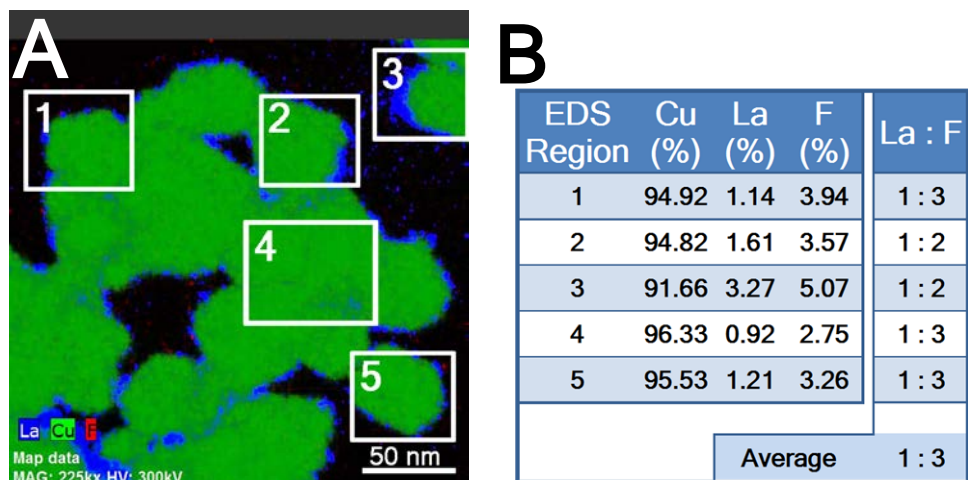 A
1
2
3
4
5
La Cu F
Map data
MAG: 225kx HV: 300kV
50 nm
B
EDS Region Cu (%) La (%) F (%) La : F
1 94.92 1.14 3.94 1 : 3
2 94.82 1.61 3.57 1 : 2
3 91.66 3.27 5.07 1 : 2
4 96.33 0.92 2.75 1 : 3
5 95.53 1.21 3.26 1 : 3
Average 1 : 3